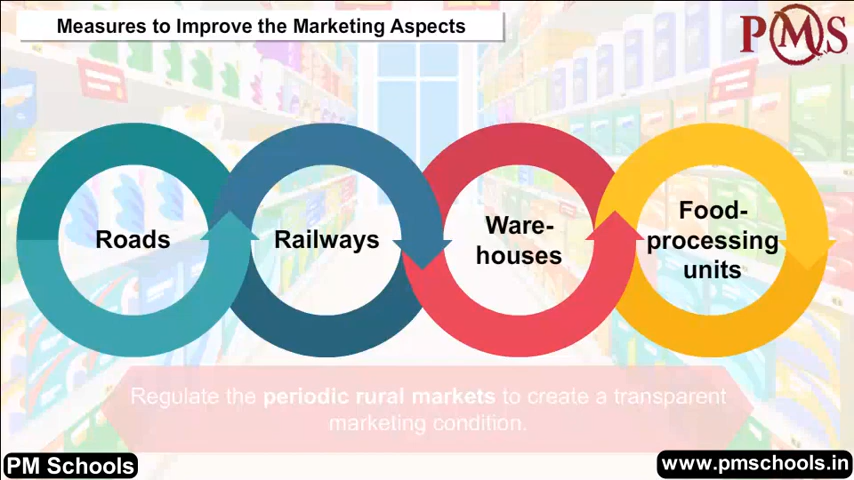 Measures to Improve the Marketing Aspects
PMS
Roads
Railways
Ware-
houses
Food-
processing
units
Regulate the periodic rural markets to create a transparent
marketing condition.
PM Schools
www.pmschools.in